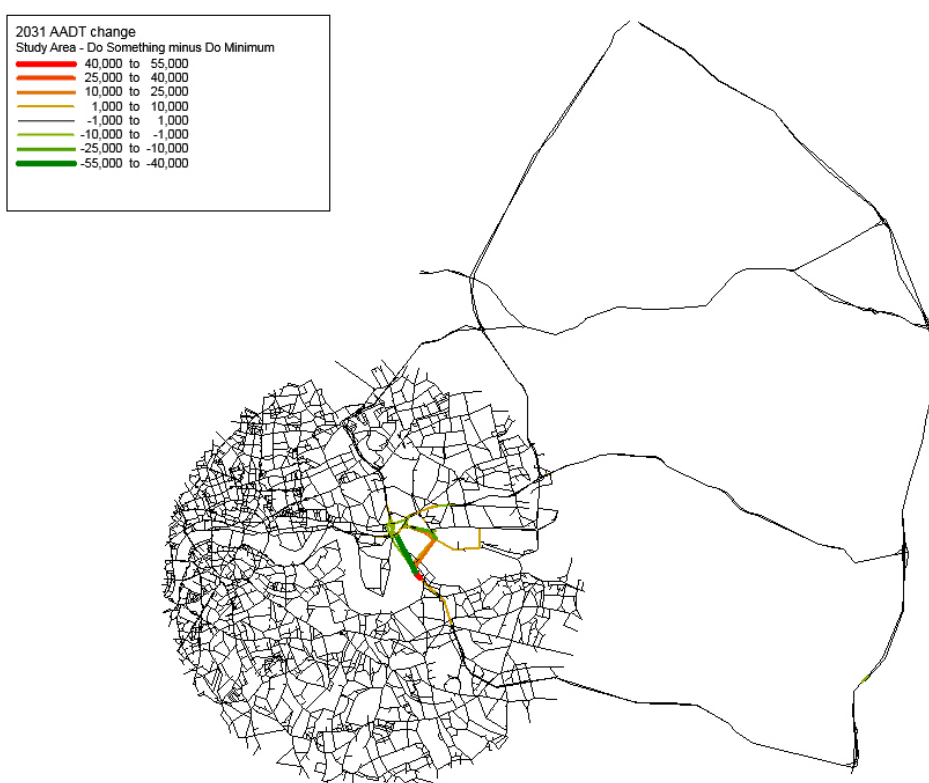 2031 AADT change
Study Area - Do Something minus Do Minimum
40,000 to 55,000
25,000 to 40,000
10,000 to 25,000
1,000 to 10,000
-1,000 to 1,000
-10,000 to -1,000
-25,000 to -10,000
-55,000 to -40,000